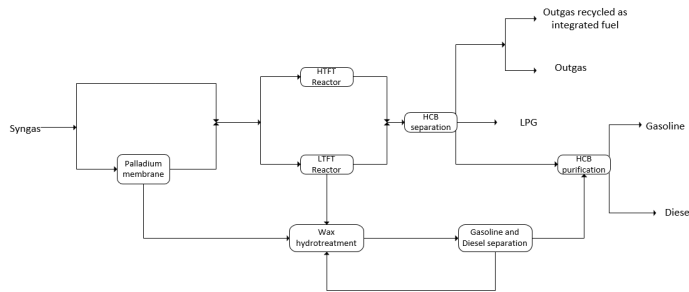 Outgas recycled as
integrated fuel
Outgas
HTFT
Reactor
Syngas
HCB
separation
LPG
Gasoline
Palladium
membrane
LTFT
Reactor
HCB
purification
Diese
Wax
hydrotreatment
Gasoline and
Diesel separation